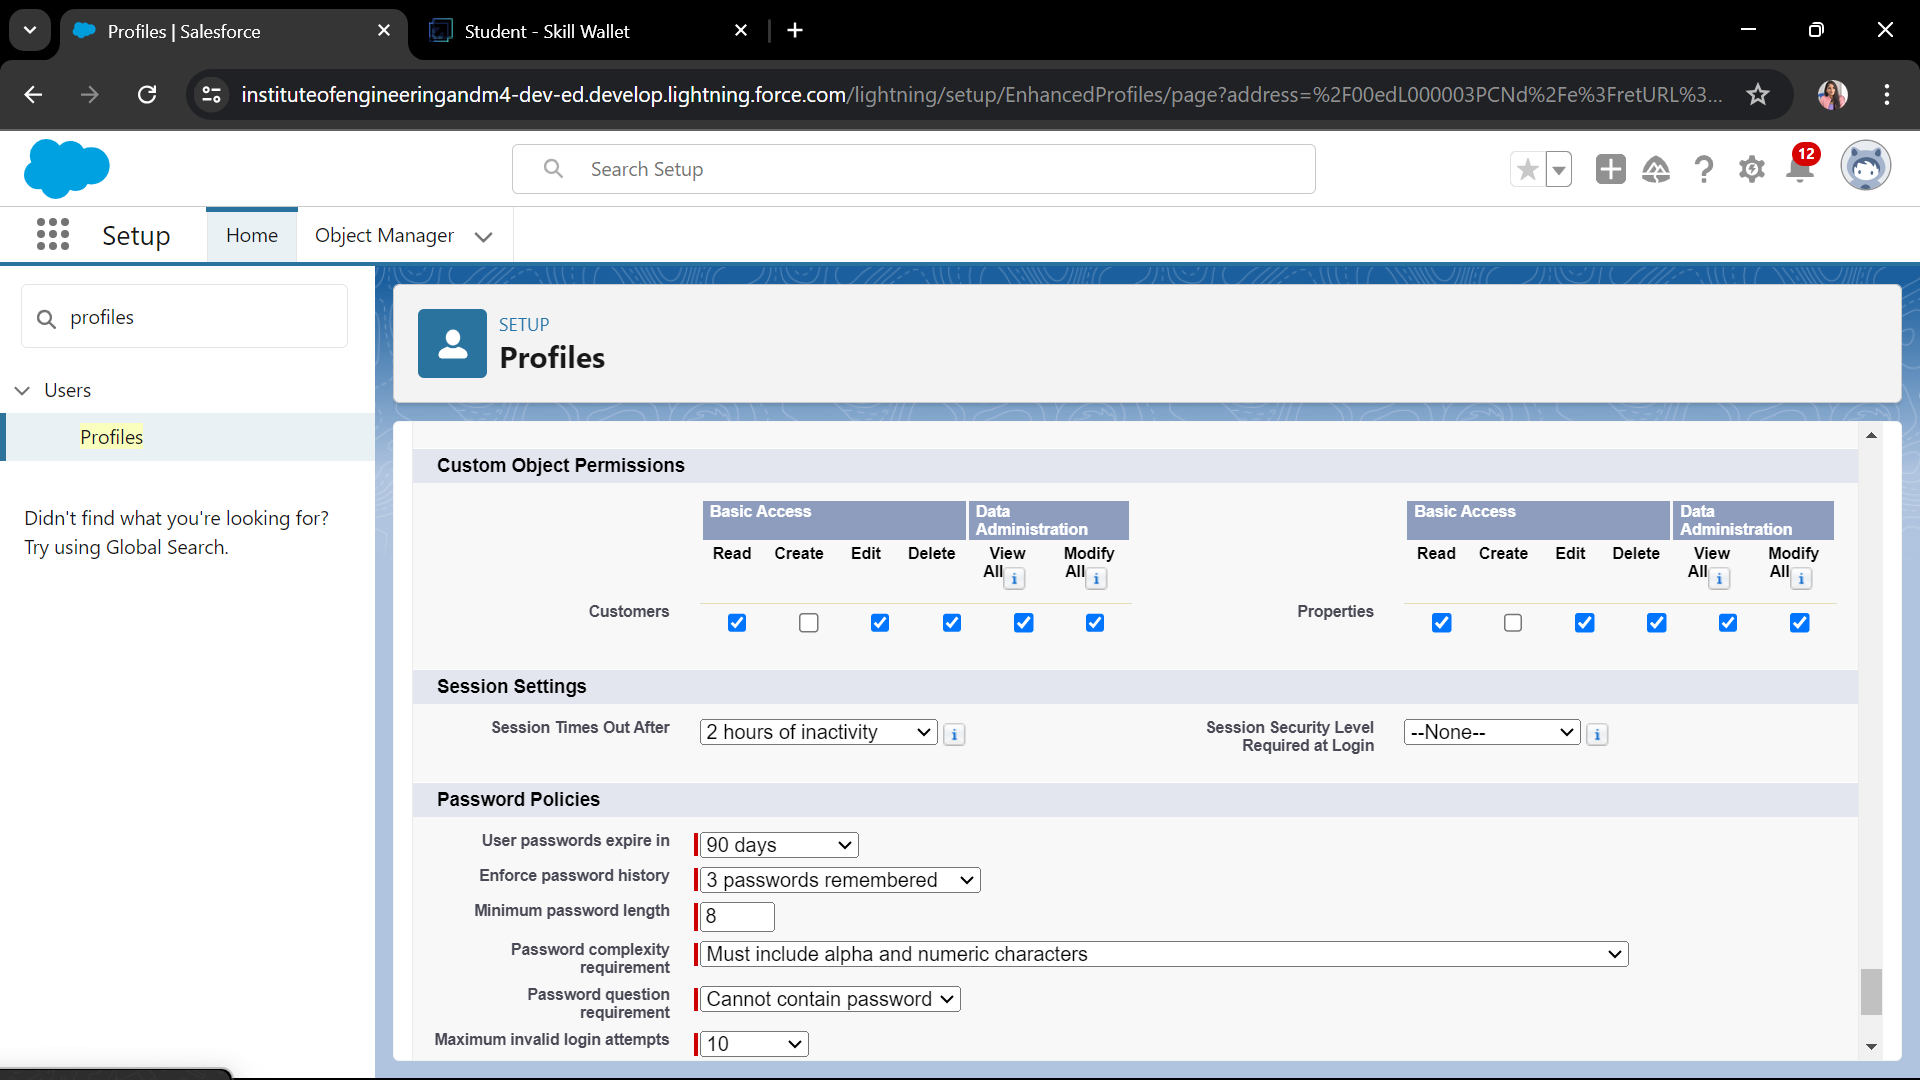 Profiles | Salesforce
Student - Skill Wallet
instituteofengineeringandm4-dev-ed.develop.lightning.force.com/lightning/setup/EnhancedProfiles/page?address=%2F00edL000003PCNd%2Fe%3FretURL%3...
Search Setup
12
Setup
Home
Object Manager
profiles
Users
Profiles
Didn't find what you're looking for?
Try using Global Search.
SETUP
Profiles
Custom Object Permissions
Basic Access
Data Administration
Read Create Edit Delete View All i Modify All i
Customers
Basic Access
Data Administration
Read Create Edit Delete View All i Modify All i
Properties
Session Settings
Session Times Out After 2 hours of inactivity i
Session Security Level Required at Login --None-- i
Password Policies
User passwords expire in 90 days
Enforce password history 3 passwords remembered
Minimum password length 8
Password complexity requirement Must include alpha and numeric characters
Password question requirement Cannot contain password
Maximum invalid login attempts 10